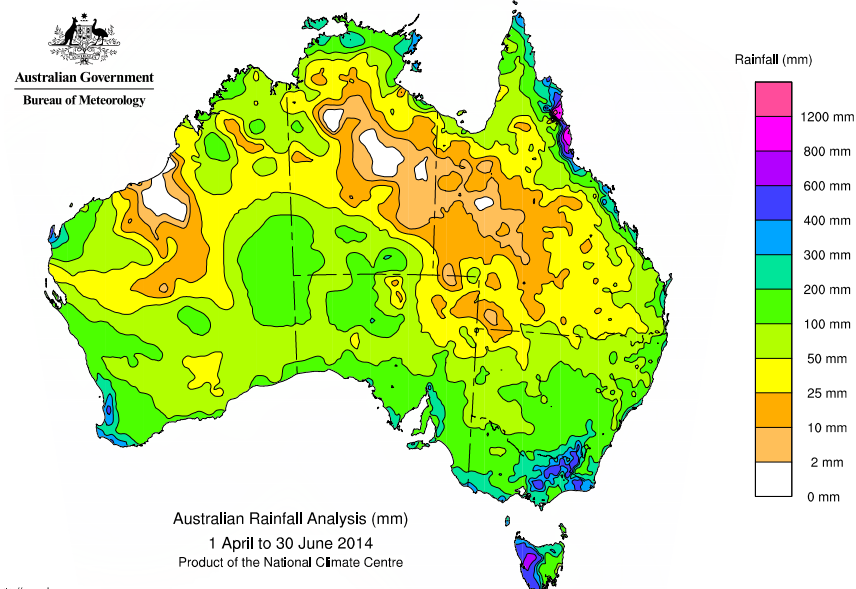 Australian Government
Bureau of Meteorology
Rainfall (mm)
1200 mm
800 mm
600 mm
400 mm
300 mm
200 mm
100 mm
50 mm
25 mm
10 mm
2 mm
0 mm
Australian Rainfall Analysis (mm)
1 April to 30 June 2014
Product of the National Climate Centre